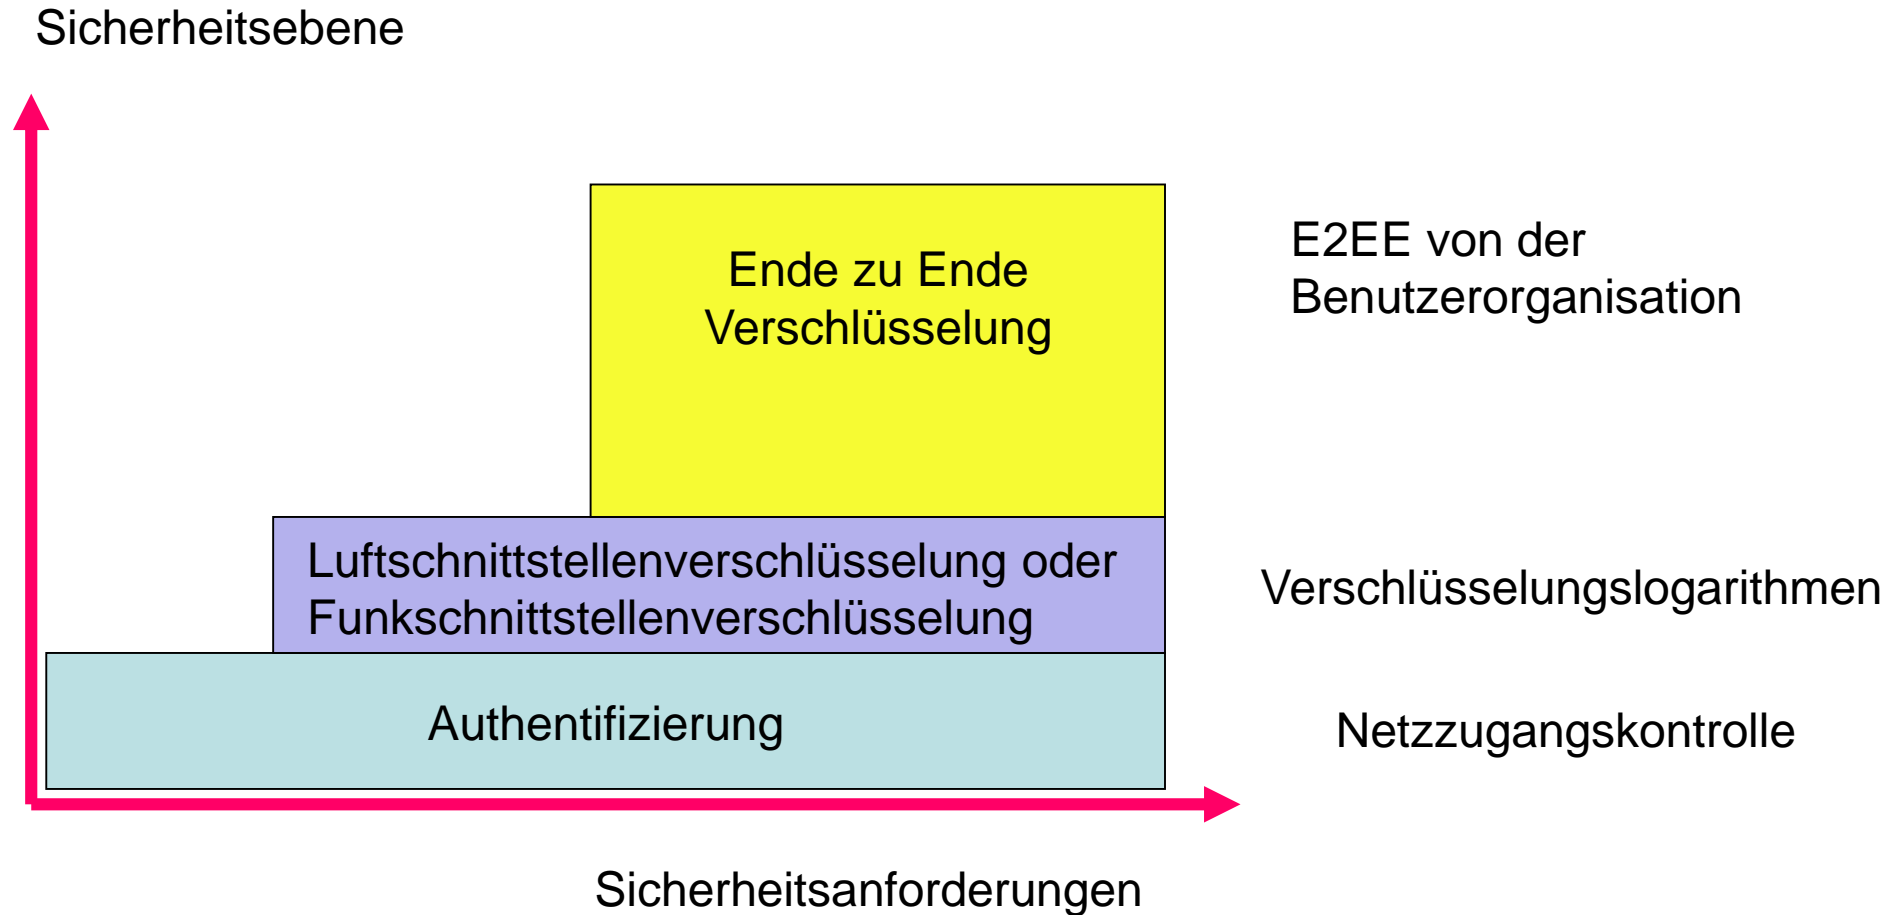 Sicherheitsebene
Ende zu Ende
Verschlüsselung
E2EE von der
Benutzerorganisation
Luftschnittstellenverschlüsselung oder
Funkschnittstellenverschlüsselung
Verschlüsselungslogarithmen
Authentifizierung
Netzzugangskontrolle
Sicherheitsanforderungen